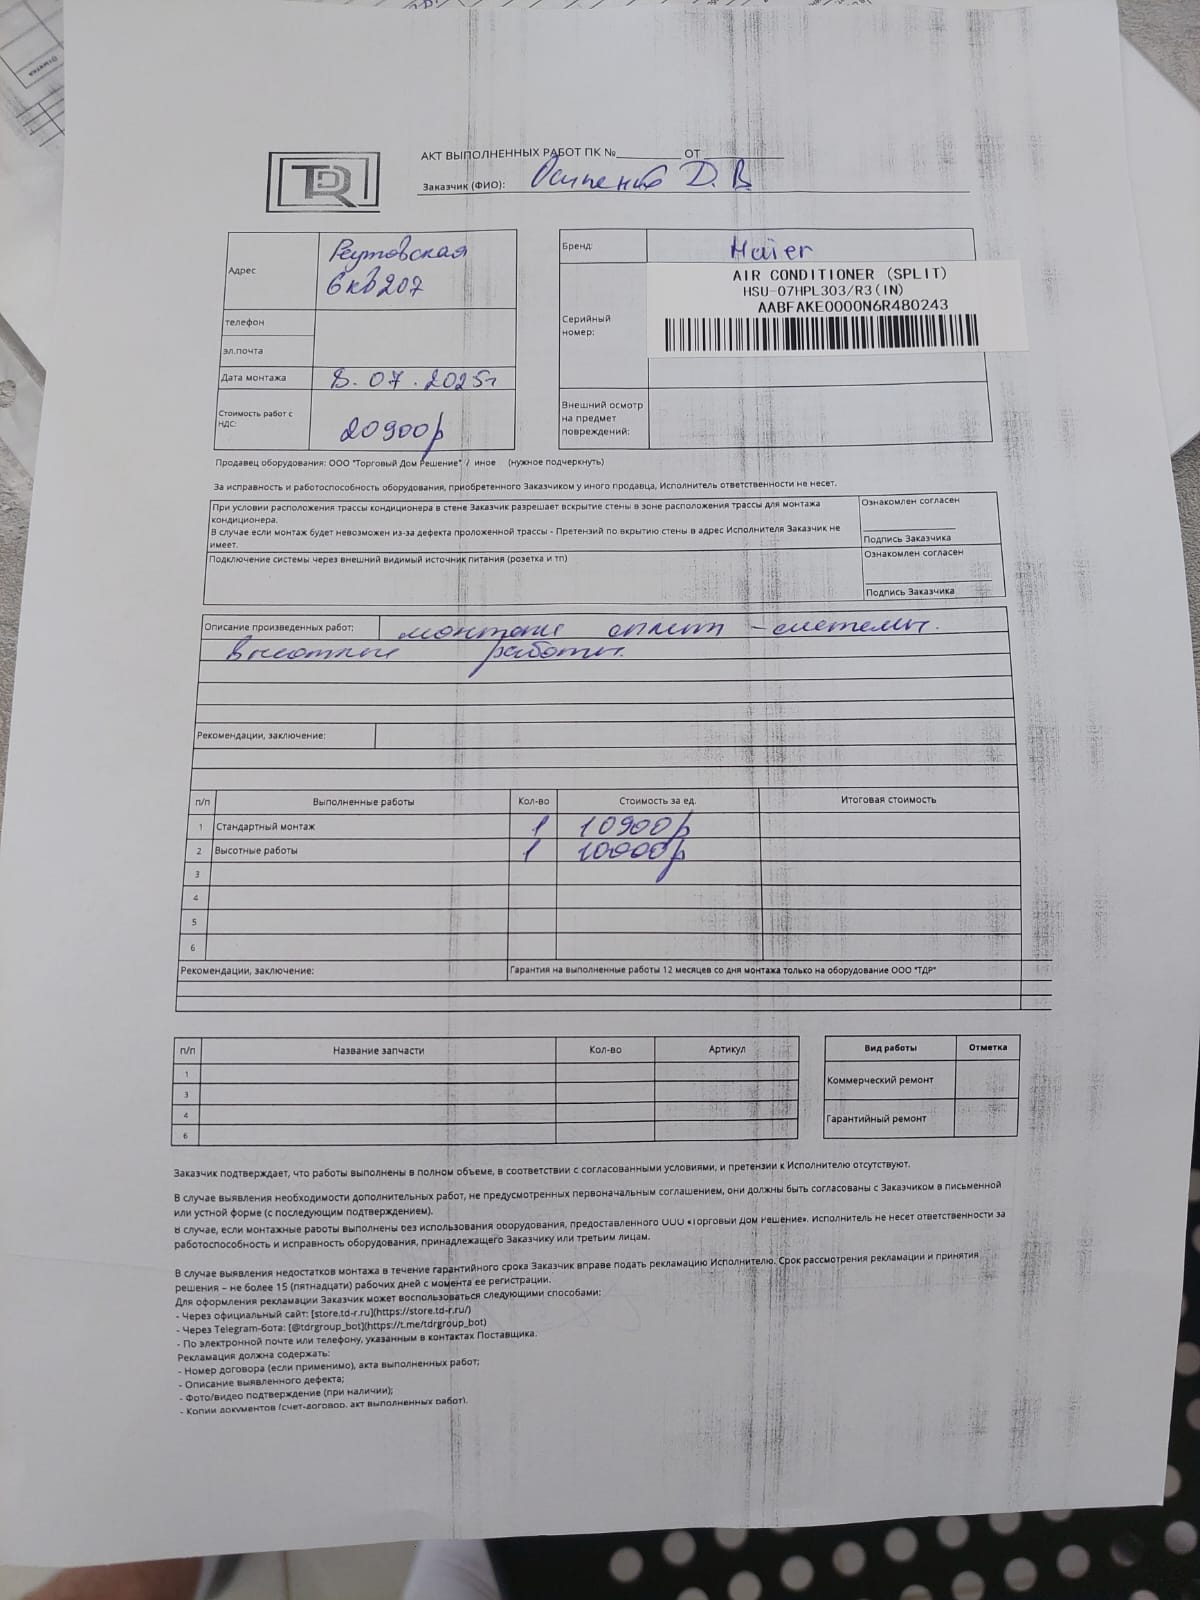 Отметка
TDR
АКТ ВЫПОЛНЕННЫХ РАБОТ ПК №__________ОТ____________
Заказчик (ФИО): Осипенко Д. В.
Адрес Реутовская
6 кв 207
телефон
эл.почта
Дата монтажа 8.07.2025г
Стоимость работ с НДС: 20900р
Бренд: Haier
Серийный номер:
AIR CONDITIONER (SPLIT)
HSU-07HPL303/R3(IN)
AABFAKE0000N6R480243
Внешний осмотр
на предмет
повреждений:
Продавец оборудования: ООО "Торговый Дом Решение" / иное (нужное подчеркнуть)
За исправность и работоспособность оборудования, приобретенного Заказчиком у иного продавца, Исполнитель ответственности не несет.
При условии расположения трассы кондиционера в стене Заказчик разрешает вскрытие стены в зоне расположения трассы для монтажа
кондиционера.
В случае если монтаж будет невозможен из-за дефекта проложенной трассы - Претензий по вкрытию стены в адрес Исполнителя Заказчик не
имеет.
Ознакомлен согласен
Подпись Заказчика
Подключение системы через внешний видимый источник питания (розетка и тп)
Ознакомлен согласен
Подпись Заказчика
Описание произведенных работ: монтаж сплит-системы.
Высотные работы.
Рекомендации, заключение:
п/п Выполненные работы Кол-во Стоимость за ед. Итоговая стоимость
1 Стандартный монтаж 1 10900р
2 Высотные работы 1 10000р
3
4
5
6
Рекомендации, заключение: Гарантия на выполненные работы 12 месяцев со дня монтажа только на оборудование ООО "ТДР"
п/п Название запчасти Кол-во Артикул
1
3
4
6
Вид работы Отметка
Коммерческий ремонт
Гарантийный ремонт
Заказчик подтверждает, что работы выполнены в полном объеме, в соответствии с согласованными условиями, и претензии к Исполнителю отсутствуют.
В случае выявления необходимости дополнительных работ, не предусмотренных первоначальным соглашением, они должны быть согласованы с Заказчиком в письменной
или устной форме (с последующим подтверждением).
В случае, если монтажные работы выполнены без использования оборудования, предоставленного ООО «Торговый Дом Решение». Исполнитель не несет ответственности за
работоспособность и исправность оборудования, принадлежащего Заказчику или третьим лицам.
В случае выявления недостатков монтажа в течение гарантийного срока Заказчик вправе подать рекламацию Исполнителю. Срок рассмотрения рекламации и принятия
решения – не более 15 (пятнадцати) рабочих дней с момента ее регистрации.
Для оформления рекламации Заказчик может воспользоваться следующими способами:
- Через официальный сайт: [store.td-r.ru](https://store.td-r.ru/)
- Через Telegram-бота: [@tdrgroup_bot](https://t.me/tdrgroup_bot)
- По электронной почте или телефону, указанным в контактах Поставщика.
Рекламация должна содержать:
- Номер договора (если применимо), акта выполненных работ;
- Описание выявленного дефекта;
- Фото/видео подтверждение (при наличии);
- Копии документов (счет-договор, акт выполненных работ).